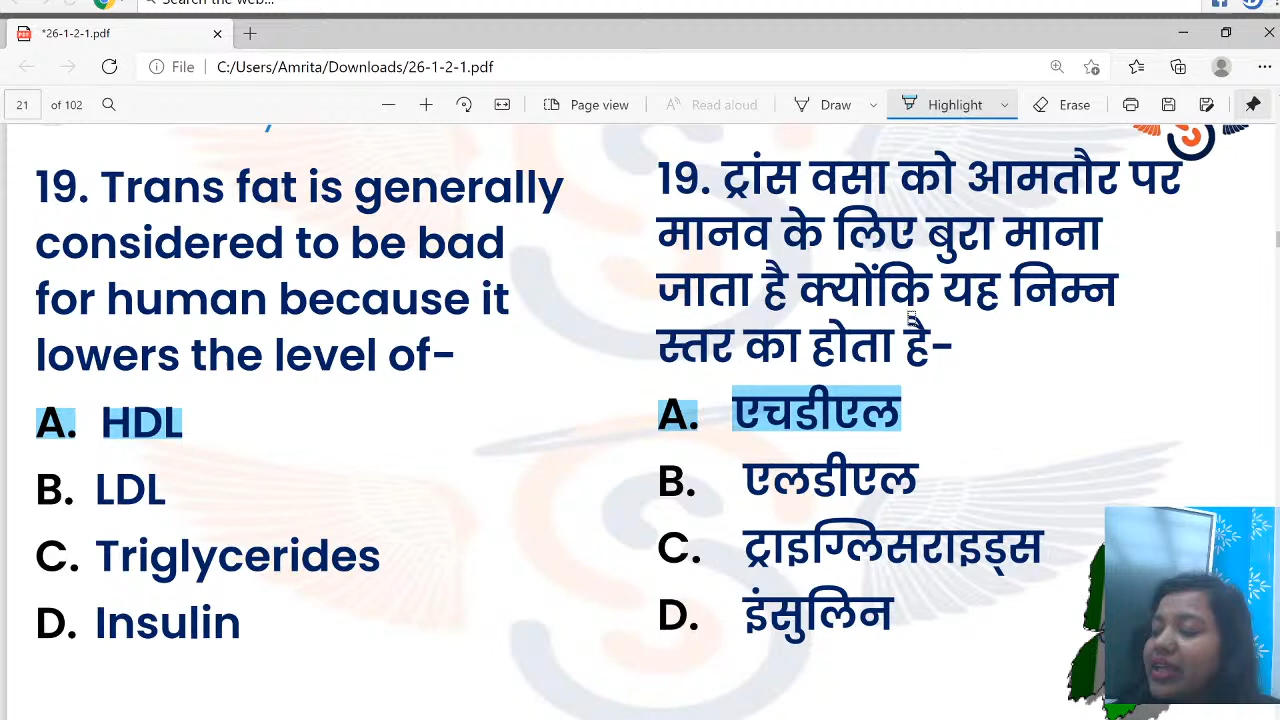 Search the web...
*26-1-2-1.pdf
File C:/Users/Amrita/Downloads/26-1-2-1.pdf
21 of 102 Page view Read aloud Draw Highlight Erase
19. Trans fat is generally
considered to be bad
for human because it
lowers the level of-
A. HDL
B. LDL
C. Triglycerides
D. Insulin
19. ट्रांस वसा को आमतौर पर
मानव के लिए बुरा माना
जाता है क्योंकि यह निम्न
स्तर का होता है-
A. एचडीएल
B. एलडीएल
C. ट्राइग्लिसराइड्स
D. इंसुलिन